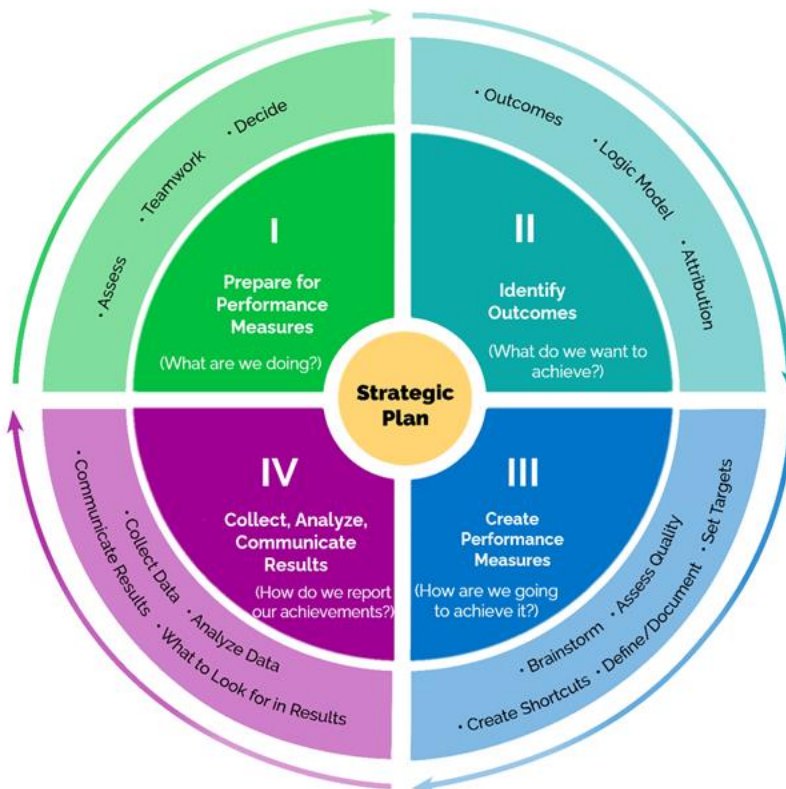 • Assess
• Teamwork
• Decide
I
Prepare for
Performance
Measures
(What are we doing?)
• Outcomes
• Logic Model
• Attribution
II
Identify
Outcomes
(What do we want to
achieve?)
Strategic
Plan
III
Create
Performance
Measures
(How are we going
to achieve it?)
• Brainstorm
• Assess Quality
• Create Shortcuts
• Define/Document
• Set Targets
IV
Collect, Analyze,
Communicate
Results
(How do we report
our achievements?)
• Collect Data
• Analyze Data
• Communicate Results
• What to Look for in Results